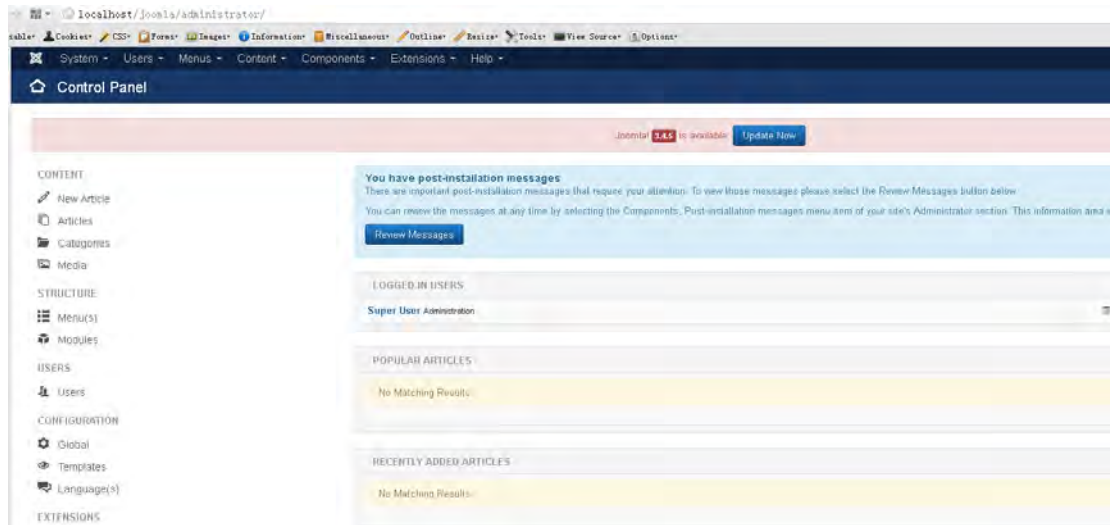 localhost/joomla/administrator/
Cookies CSS Forms Images Information Miscellaneous Outline Resize Tools View Source Options
System Users Menus Content Components Extensions Help
Control Panel
Joomla! 3.4.5 is available Update Now
CONTENT
New Article
Articles
Categories
Media
STRUCTURE
Menu(s)
Modules
USERS
Users
CONFIGURATION
Global
Templates
Language(s)
EXTENSIONS
You have post-installation messages
There are important post-installation messages that require your attention. To view those messages please select the Review Messages button below.
You can review the messages at any time by selecting the Components, Post-installation messages menu item of your site's Administrator section. This information area
Review Messages
LOGGED-IN USERS
Super User Administration
POPULAR ARTICLES
No Matching Results
RECENTLY ADDED ARTICLES
No Matching Results